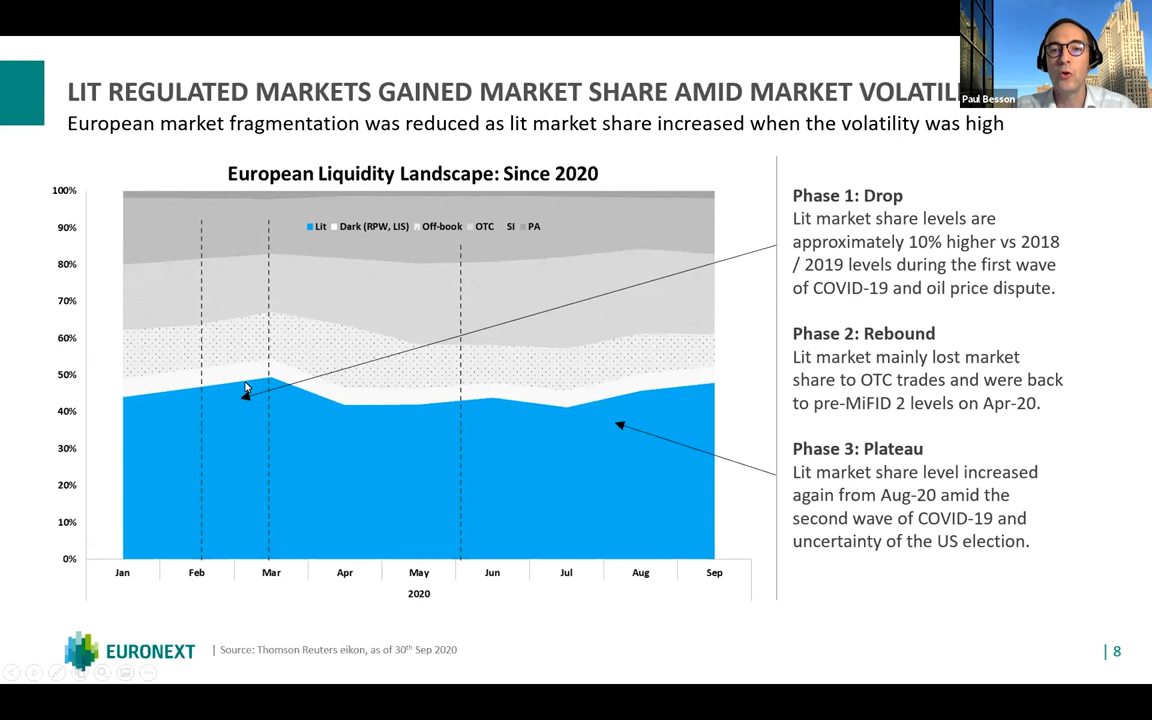 Paul Besson
LIT REGULATED MARKETS GAINED MARKET SHARE AMID MARKET VOLATIL
European market fragmentation was reduced as lit market share increased when the volatility was high
European Liquidity Landscape: Since 2020
100%
90%
80%
70%
60%
50%
40%
30%
20%
10%
0%
Lit Dark (RPW, LIS) Off-book OTC SI PA
Jan Feb Mar Apr May Jun Jul Aug Sep
2020
Phase 1: Drop
Lit market share levels are
approximately 10% higher vs 2018
/ 2019 levels during the first wave
of COVID-19 and oil price dispute.
Phase 2: Rebound
Lit market mainly lost market
share to OTC trades and were back
to pre-MiFID 2 levels on Apr-20.
Phase 3: Plateau
Lit market share level increased
again from Aug-20 amid the
second wave of COVID-19 and
uncertainty of the US election.
EURONEXT
| Source: Thomson Reuters eikon, as of 30th Sep 2020
| 8